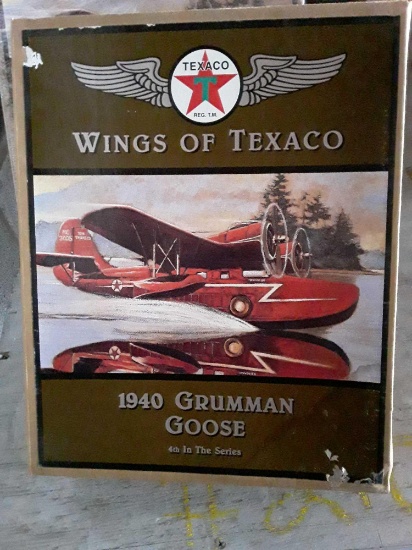 TEXACO
T
REG. T.M.
WINGS OF TEXACO
1940 GRUMMAN
GOOSE
4th In The Series